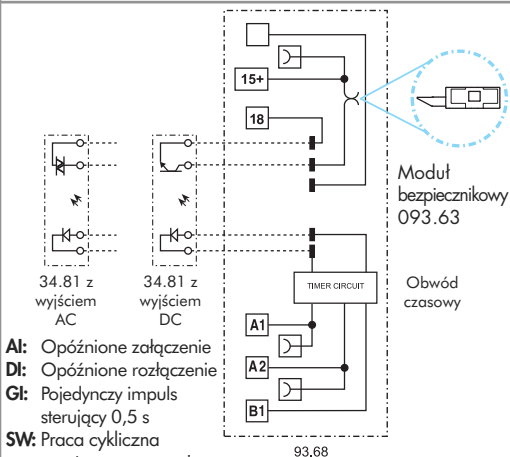 15+
18
Moduł
bezpiecznikowy
093.63
34.81 z
wyjściem
AC
34.81 z
wyjściem
DC
TIMER CIRCUIT
Obwód
czasowy
A1
A2
B1
AI: Opóźnione załączenie
DI: Opóźnione rozłączenie
GI: Pojedynczy impuls
sterujący 0,5 s
SW: Praca cykliczna
93.68